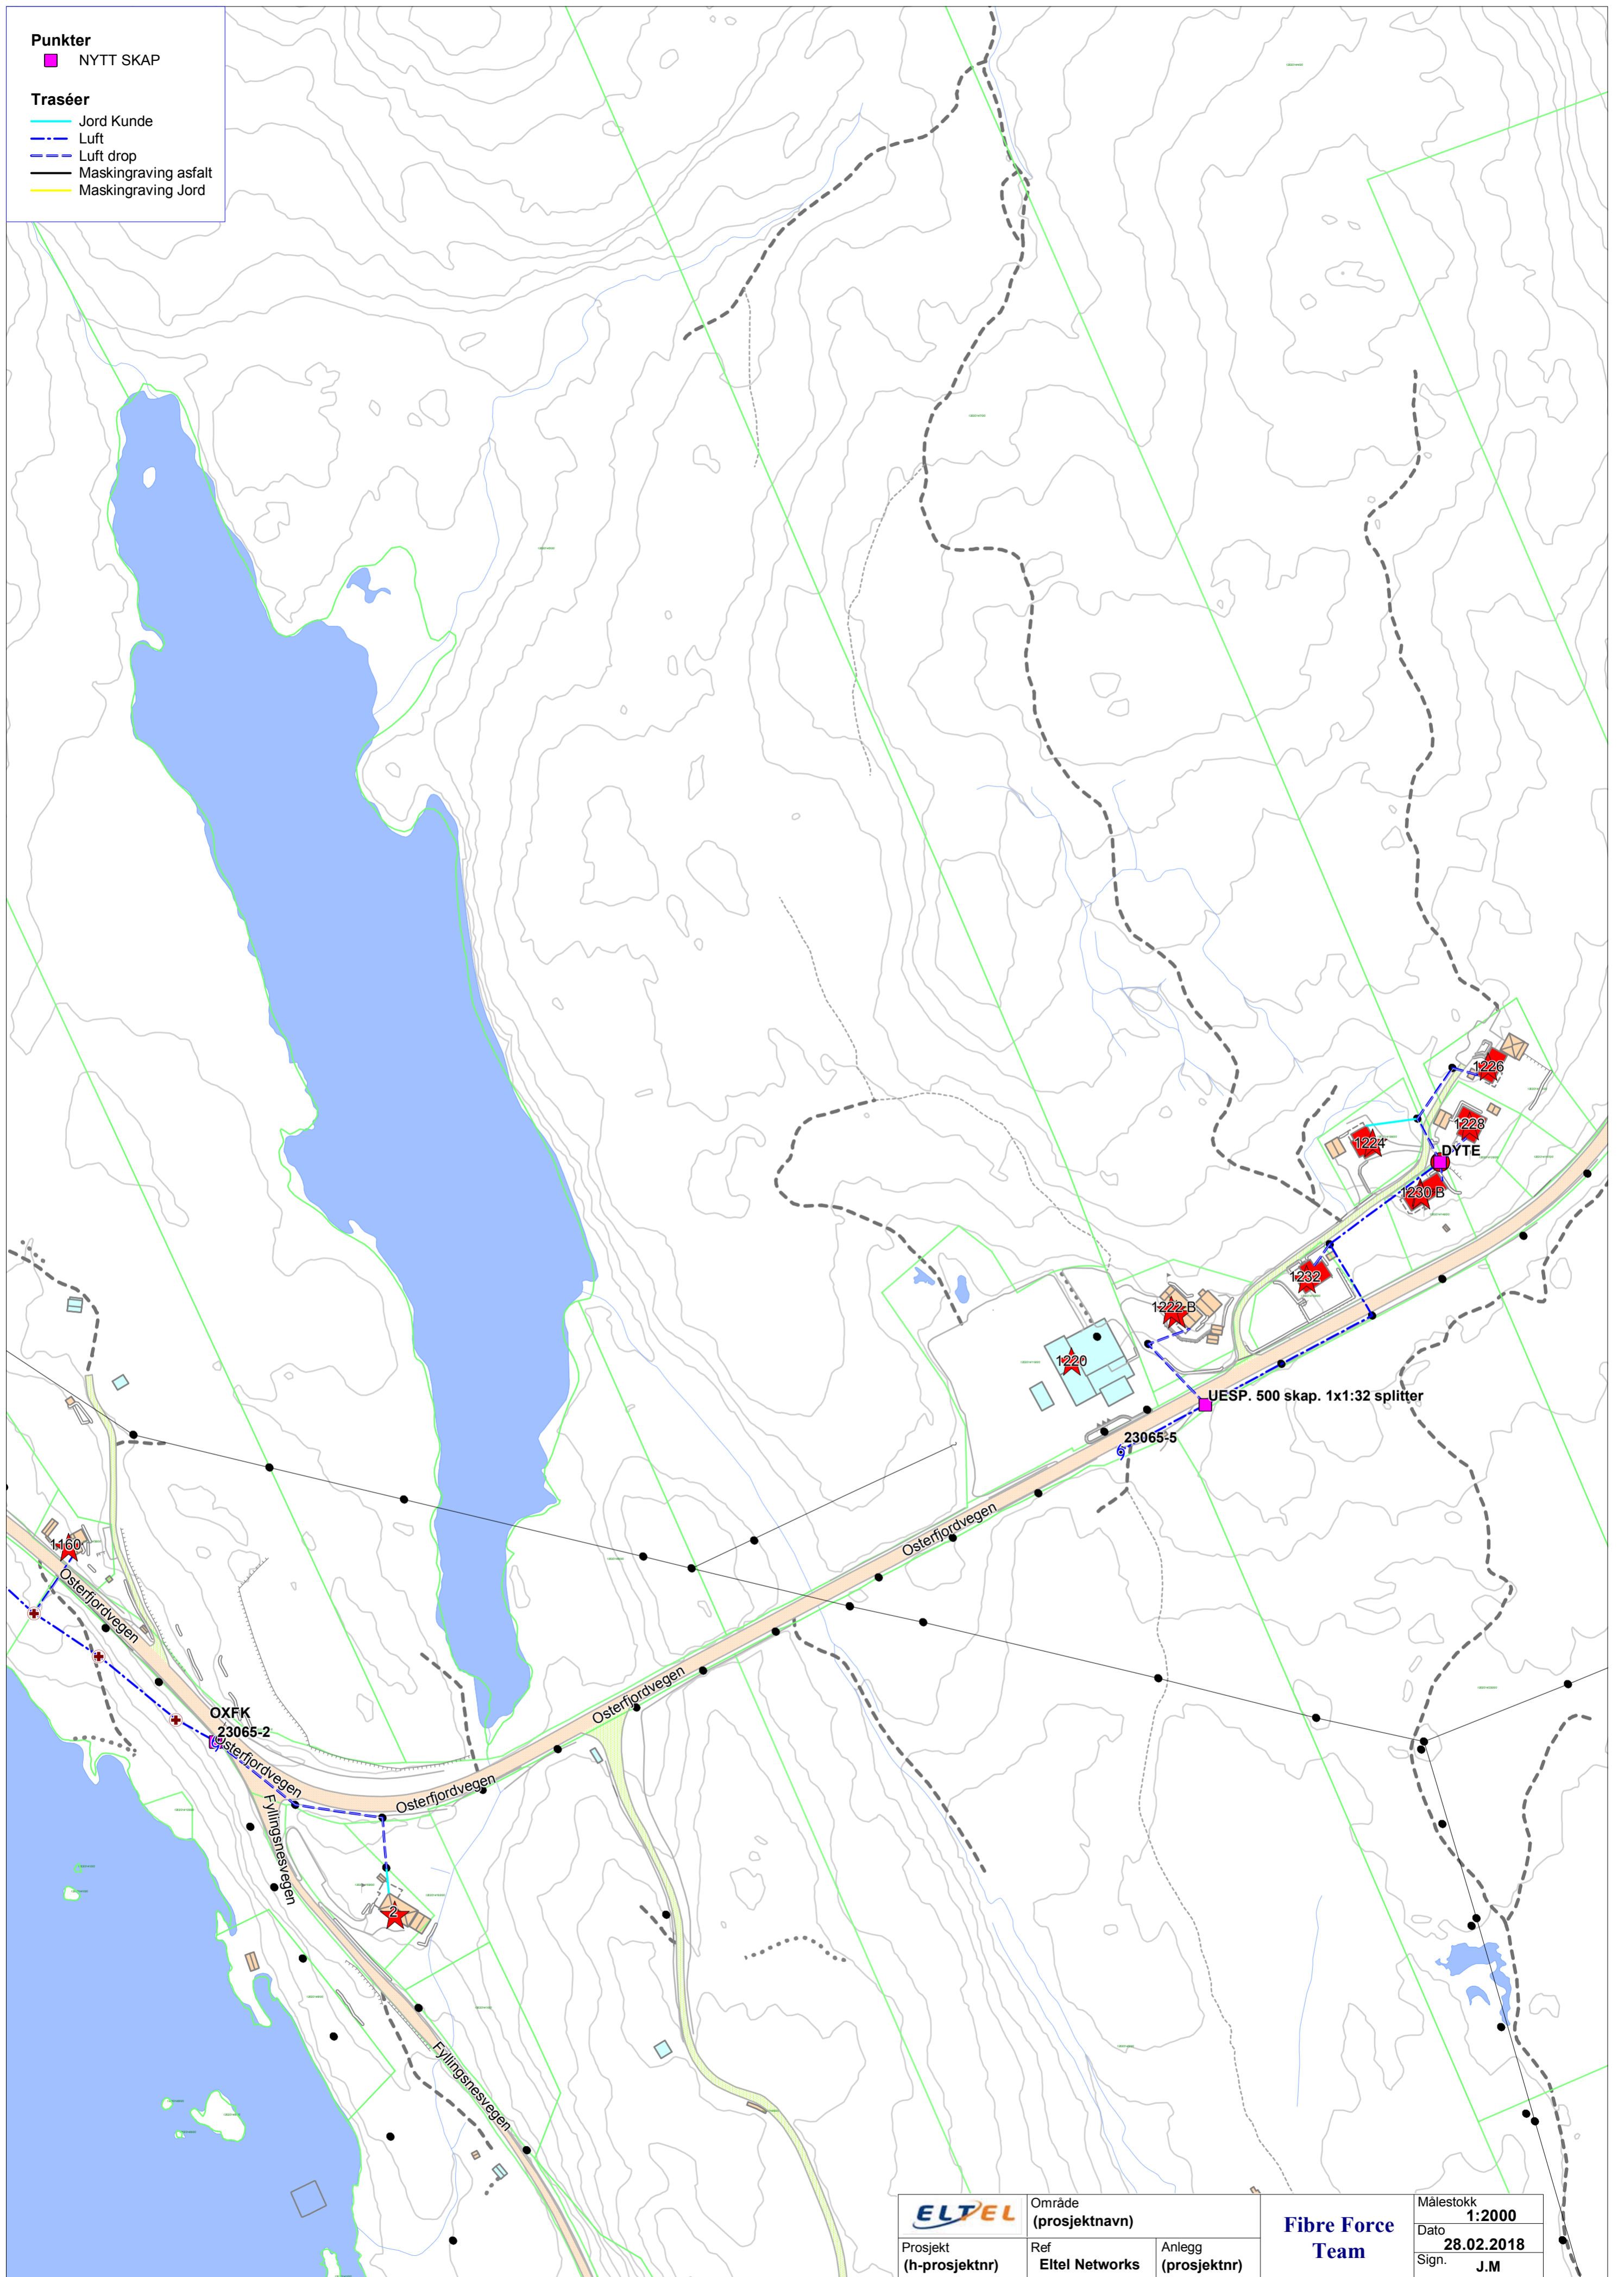 Punkter
NYTT SKAP
Traséer
Jord Kunde
Luft
Luft drop
Maskingraving asfalt
Maskingraving Jord
1226
1228
1224
DYTE
1230 B
1232
1222 B
1220
UESP. 500 skap. 1x1:32 splitter
23065-5
Osterfjordvegen
1160
Osterfjordvegen
Osterfjordvegen
OXFK
23065-2
Osterfjordvegen
Osterfjordvegen
Fyllingsnesvegen
2
Fyllingsnesvegen
ELTEL
Område
(prosjektnavn)
Prosjekt
(h-prosjektnr)
Ref
Eltel Networks
Anlegg
(prosjektnr)
Fibre Force
Team
Målestokk
1:2000
Dato
28.02.2018
Sign.
J.M